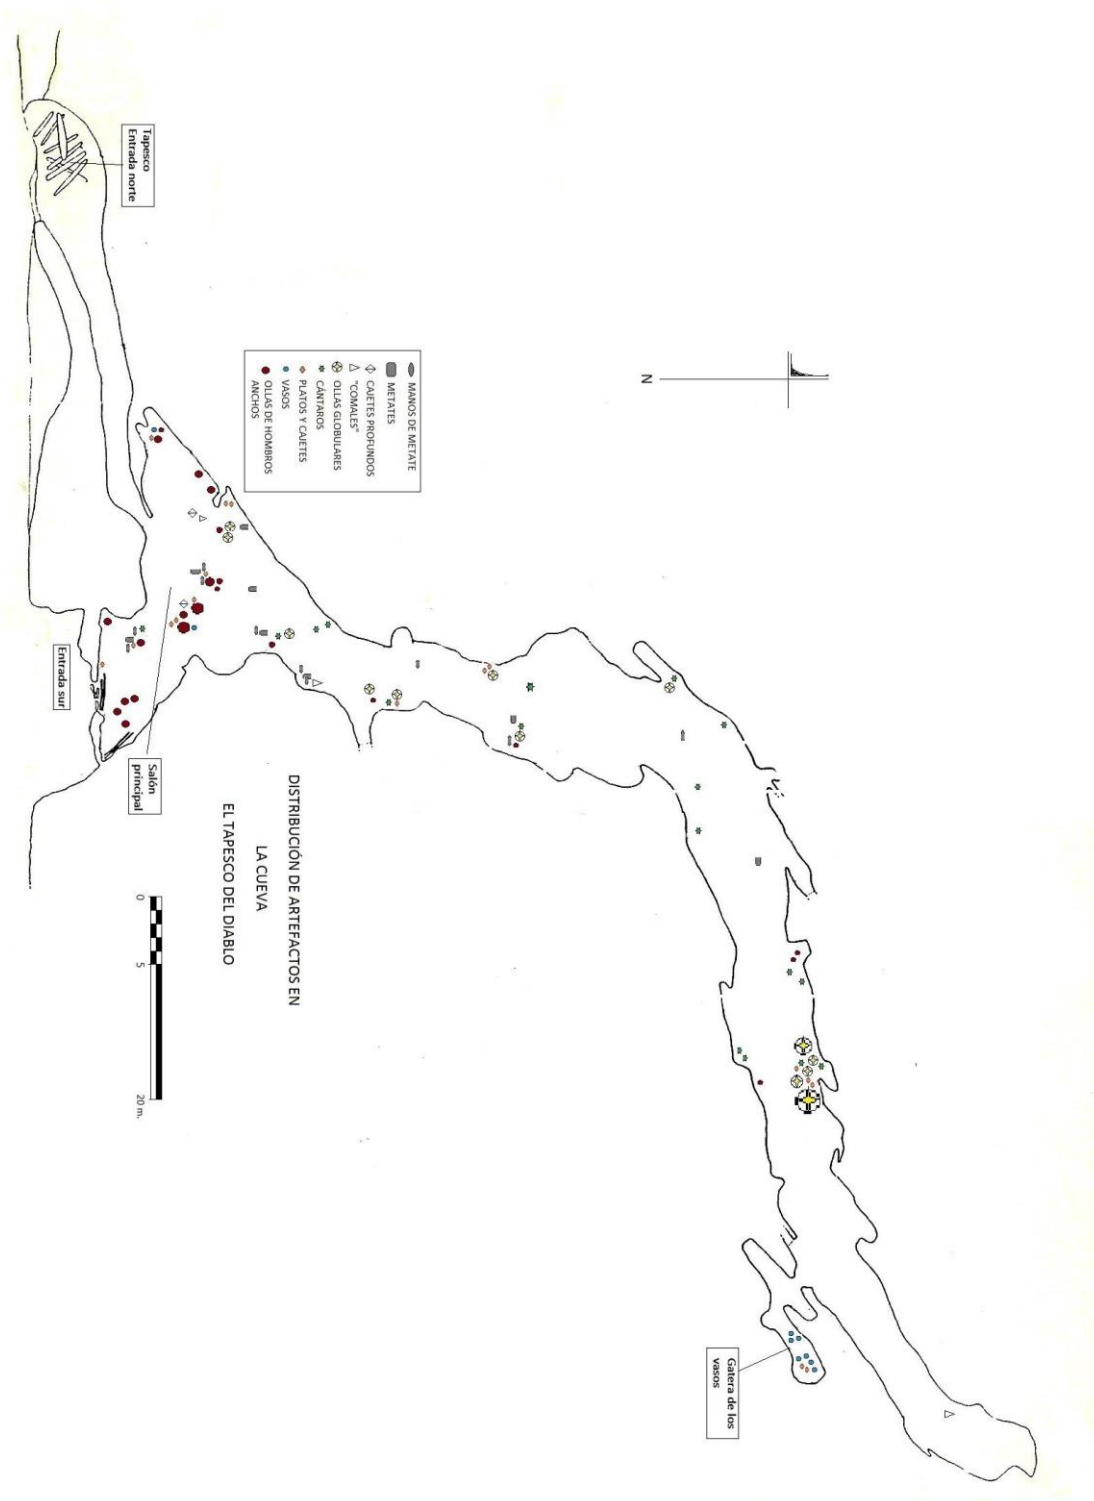 Tapesco
Entrada norte
N
MANOS DE METATE
METATES
CAJETES PROFUNDOS
"COMALES"
OLLAS GLOBULARES
CÁNTAROS
PLATOS Y CAJETES
VASOS
OLLAS DE HOMBROS
ANCHOS
Entrada sur
Salón
principal
DISTRIBUCIÓN DE ARTEFACTOS EN
LA CUEVA
EL TAPESCO DEL DIABLO
0
5
20 m.
Gatera de los
vasos